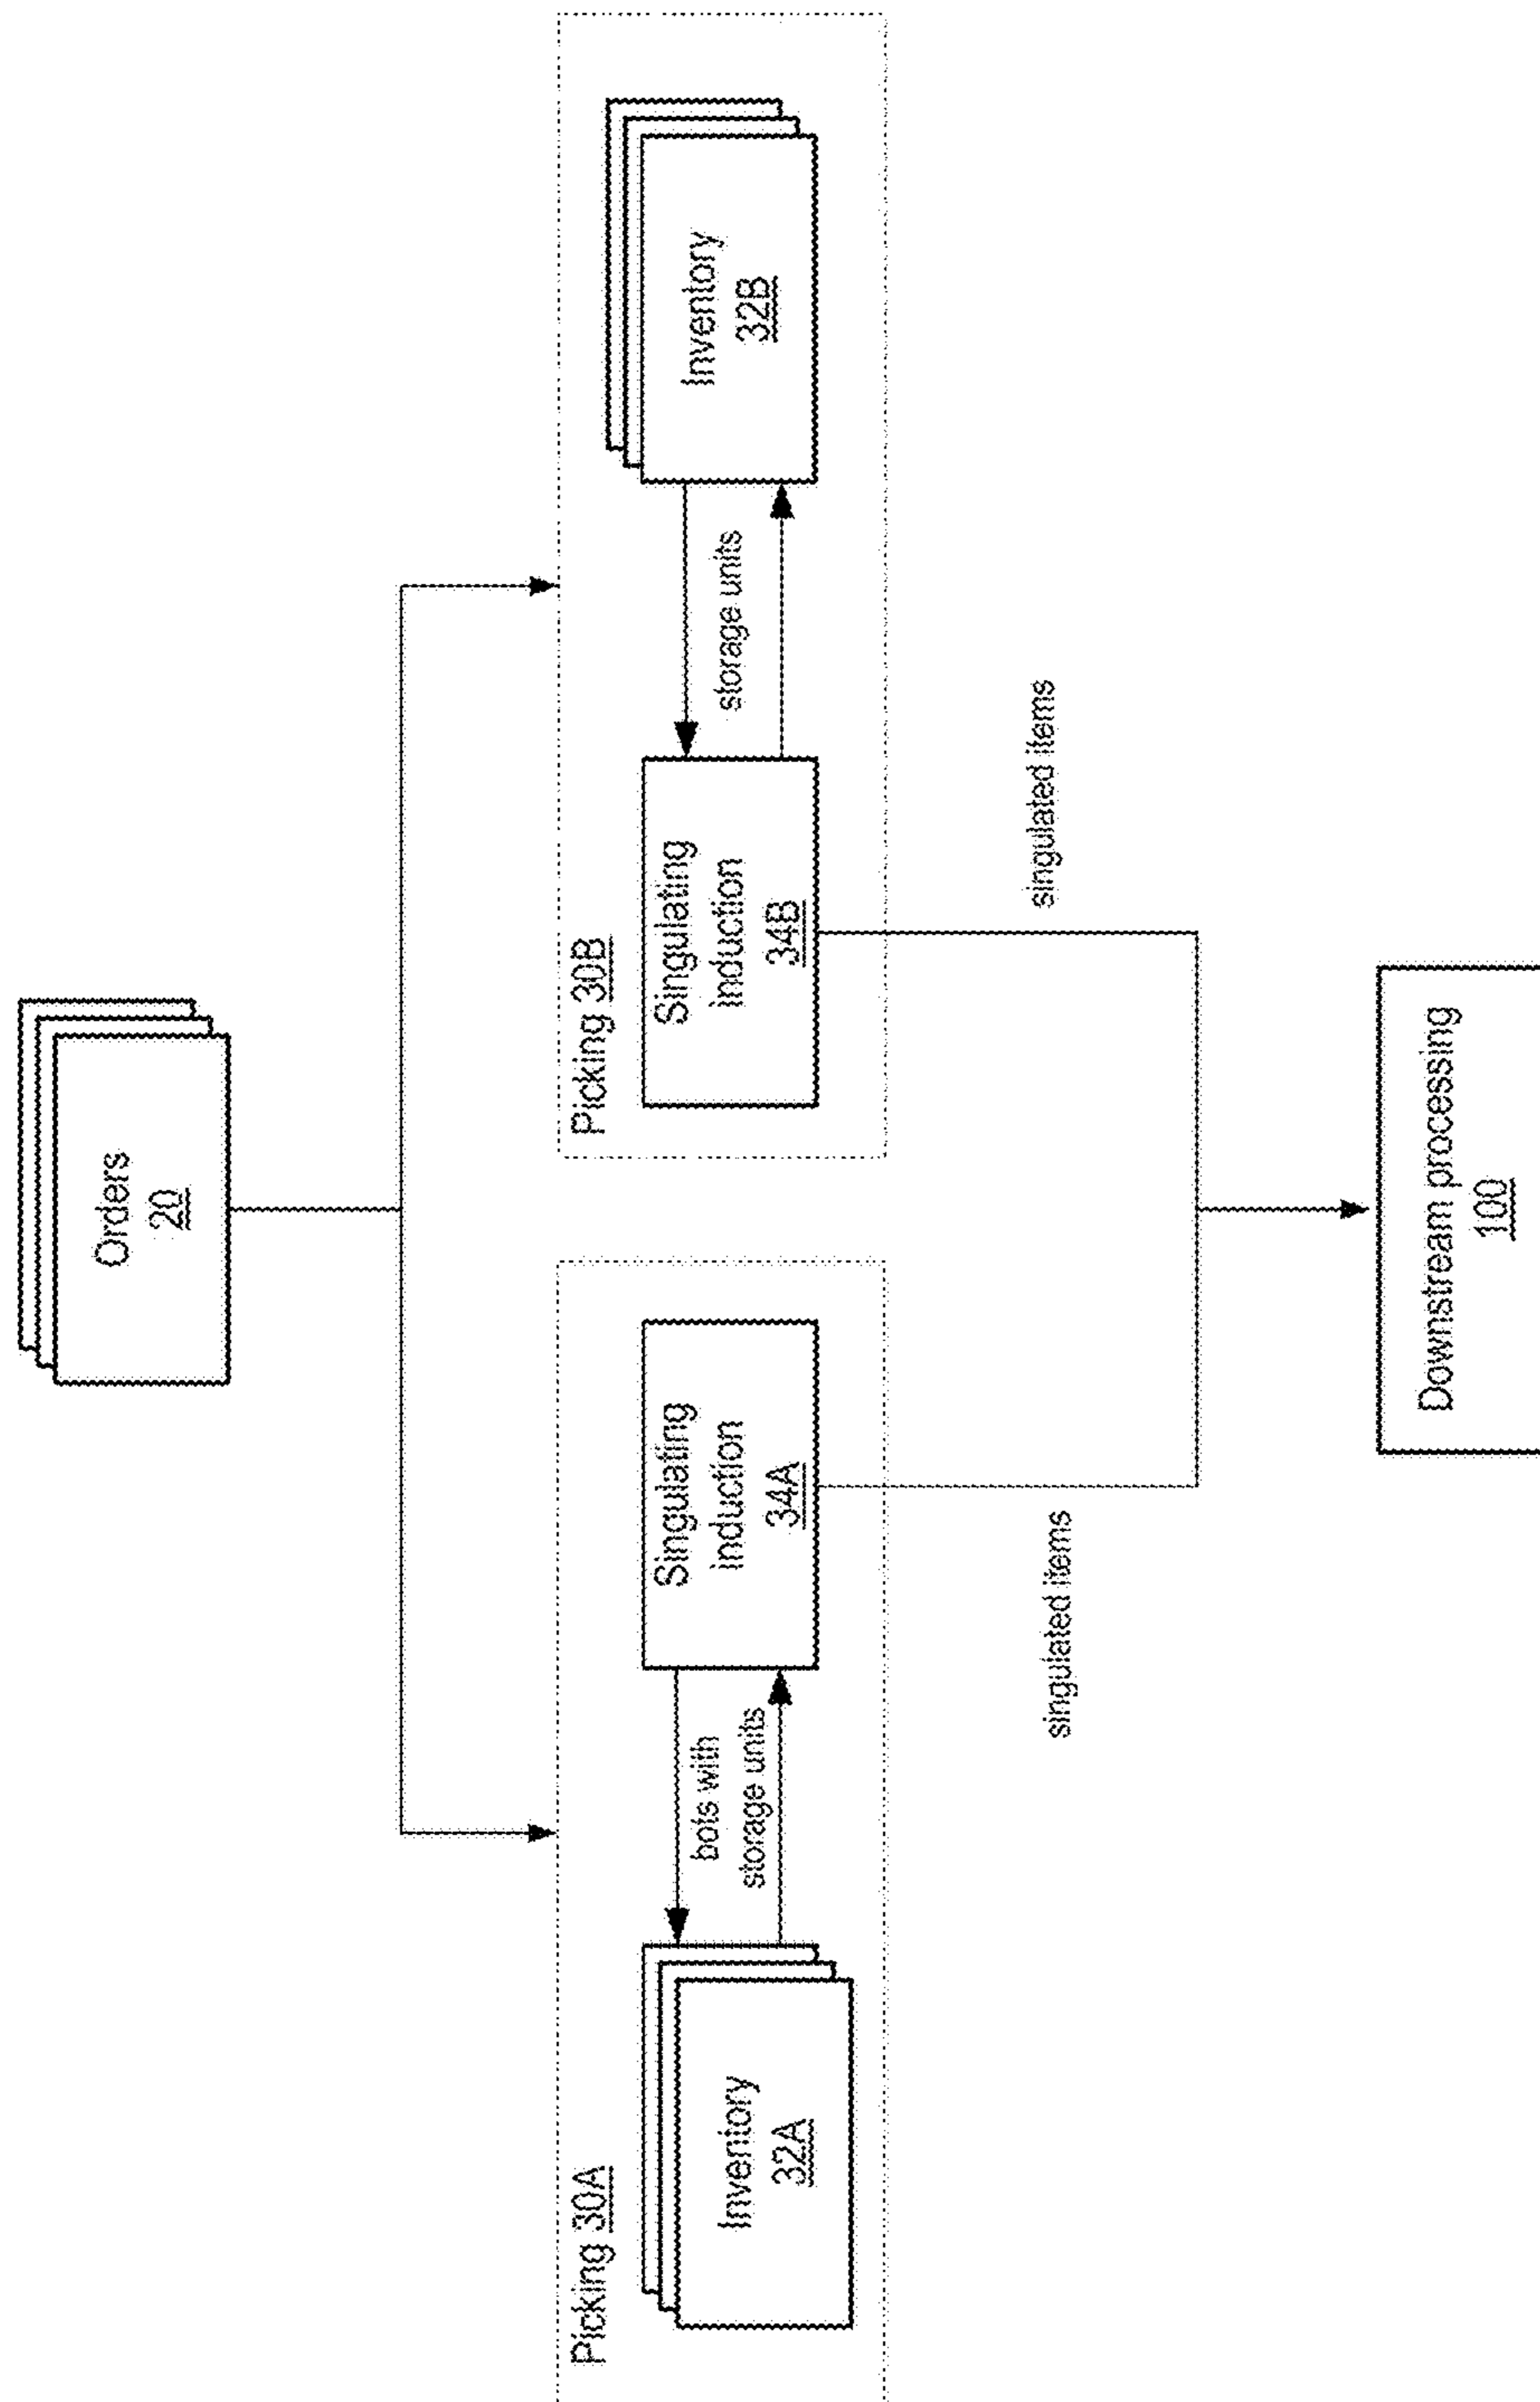 Orders
20
Picking 30A
Inventory
32A
bots with
storage units
Singulating
induction
34A
Picking 30B
Singulating
induction
34B
storage units
Inventory
32B
singulated items
singulated items
Downstream processing
100